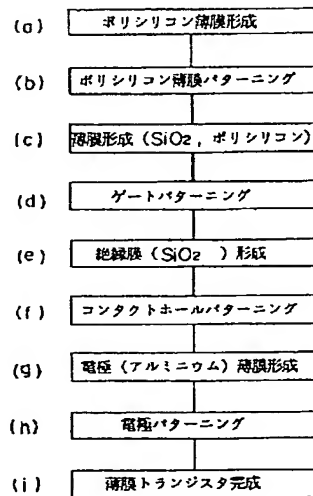 (a) ポリシリコン薄膜形成
(b) ポリシリコン薄膜パターニング
(c) 薄膜形成(SiO2,ポリシリコン)
(d) ゲートパターニング
(e) 絶縁膜(SiO2 )形成
(f) コンタクトホールパターニング
(g) 電極(アルミニウム)薄膜形成
(h) 電極パターニング
(i) 薄膜トランジスタ完成